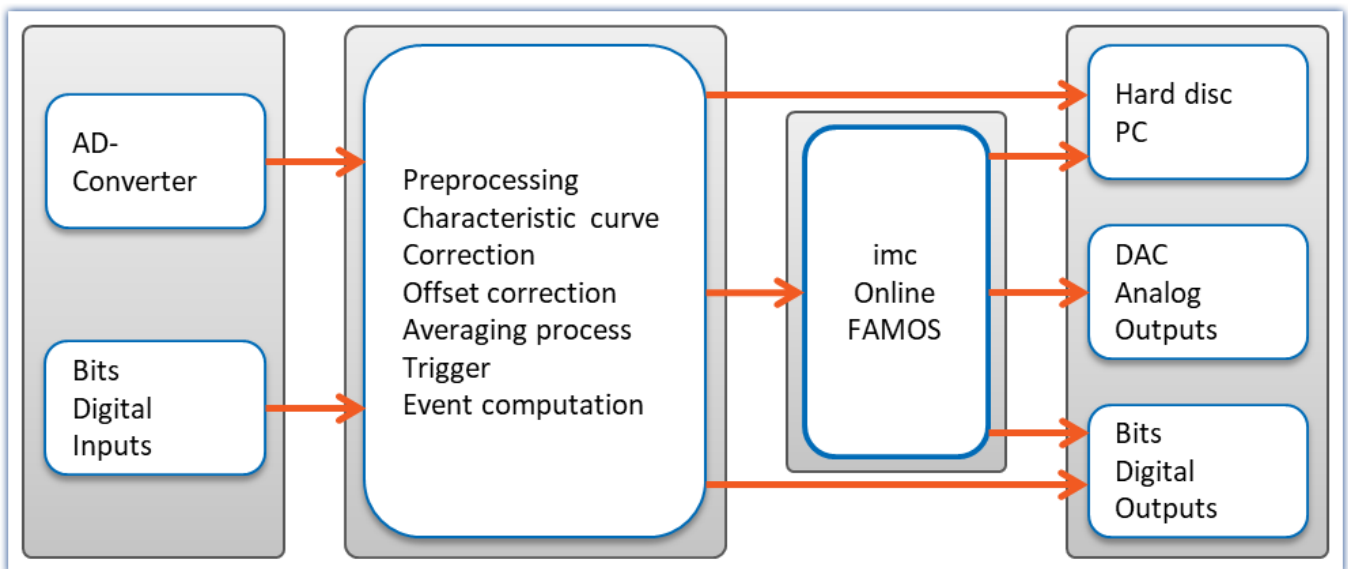 AD-
Converter
Bits
Digital
Inputs
Preprocessing
Characteristic curve
Correction
Offset correction
Averaging process
Trigger
Event computation
imc
Online
FAMOS
Hard disc
PC
DAC
Analog
Outputs
Bits
Digital
Outputs